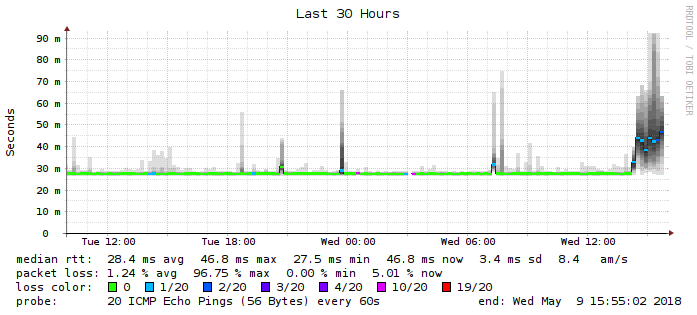 Last 30 Hours
RRDTOOL / TOBI OETIKER
Seconds
90 m
80 m
70 m
60 m
50 m
40 m
30 m
20 m
10 m
0
Tue 12:00 Tue 18:00 Wed 00:00 Wed 06:00 Wed 12:00
median rtt: 28.4 ms avg 46.8 ms max 27.5 ms min 46.8 ms now 3.4 ms sd 8.4 am/s
packet loss: 1.24 % avg 96.75 % max 0.00 % min 5.01 % now
loss color: 0 1/20 2/20 3/20 4/20 10/20 19/20
probe: 20 ICMP Echo Pings (56 Bytes) every 60s end: Wed May 9 15:55:02 2018